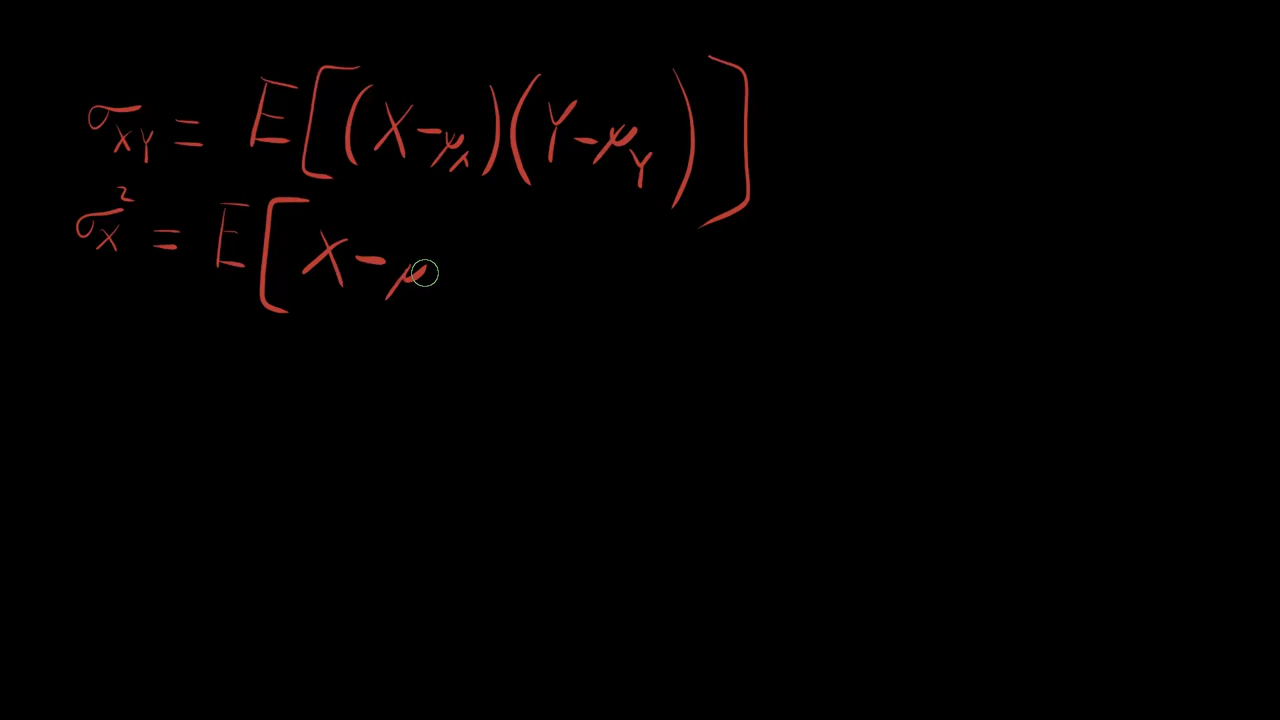 σ_XY = E[(X-μ_X)(Y-μ_Y)]
σ_X² = E[X-μ